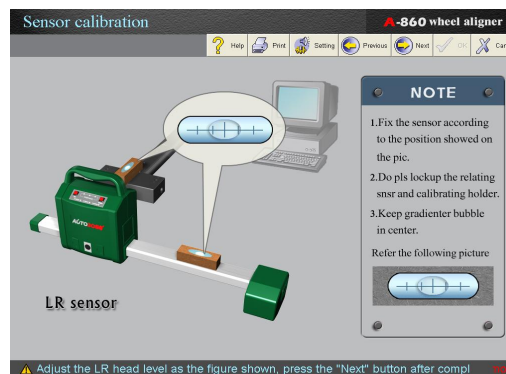 Sensor calibration
A-860 wheel aligner
Help Print Setting Previous Next OK
NOTE
1.Fix the sensor according
to the position showed on
the pic.
2.Do pls lockup the relating
snsr and calibrating holder.
3.Keep gradienter bubble
in center.
Refer the following picture
LR sensor
Adjust the LR head level as the figure shown, press the "Next" button after compl